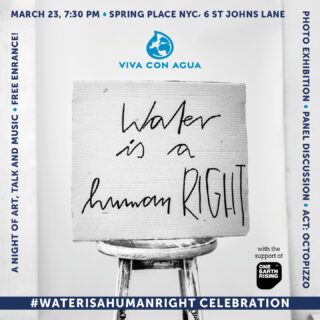 MARCH 23, 7:30 PM • SPRING PLACE NYC, 6 ST JOHNS LANE
VIVA CON AGUA
A NIGHT OF ART, TALK AND MUSIC • FREE ENRANCE!
PHOTO EXHIBITION • PANEL DISCUSSION • ACT: OCTOPIZZO
Water
is a
human RIGHT
with the
support of
ONE
EARTH
RISING
#WATERISAHUMANRIGHT CELEBRATION